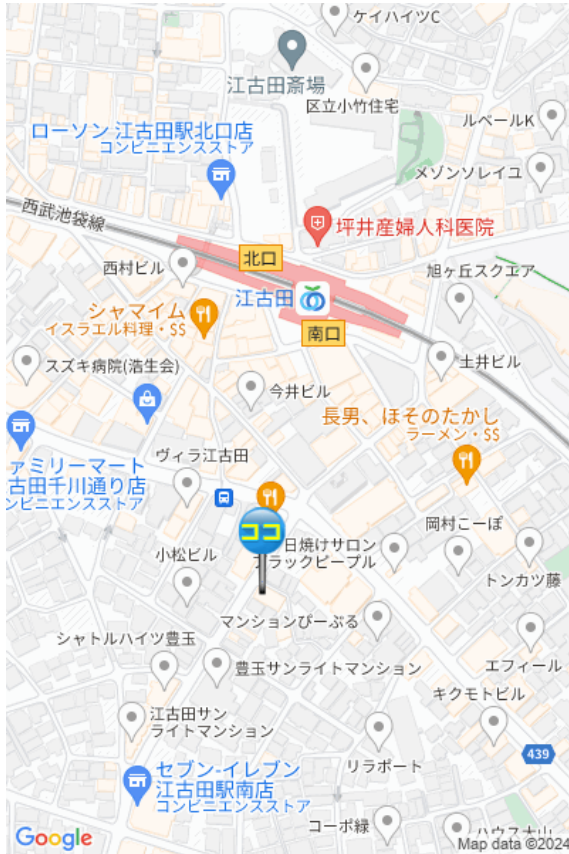 ケイハイツC
江古田斎場
区立小竹住宅
ルベールK
ローソン 江古田駅北口店
コンビニエンスストア
メゾンソレイユ
西武池袋線
坪井産婦人科医院
北口
西村ビル
旭ヶ丘スクエア
江古田
シャマイム
イスラエル料理・$$
南口
土井ビル
スズキ病院(浩生会)
今井ビル
長男、ほそのたかし
ラーメン・$$
ァミリーマート
古田千川通り店
ンビニエンスストア
ヴィラ江古田
ココ
岡村こーぽ
日焼けサロン
ブラックピープル
小松ビル
トンカツ藤
マンションぴーぷる
シャトルハイツ豊玉
豊玉サンライトマンション
エフィール
キクモトビル
江古田サン
ライトマンション
439
リラポート
セブン-イレブン
江古田駅南店
コンビニエンスストア
コーポ緑
ハウス大山
Google
Map data ©2024